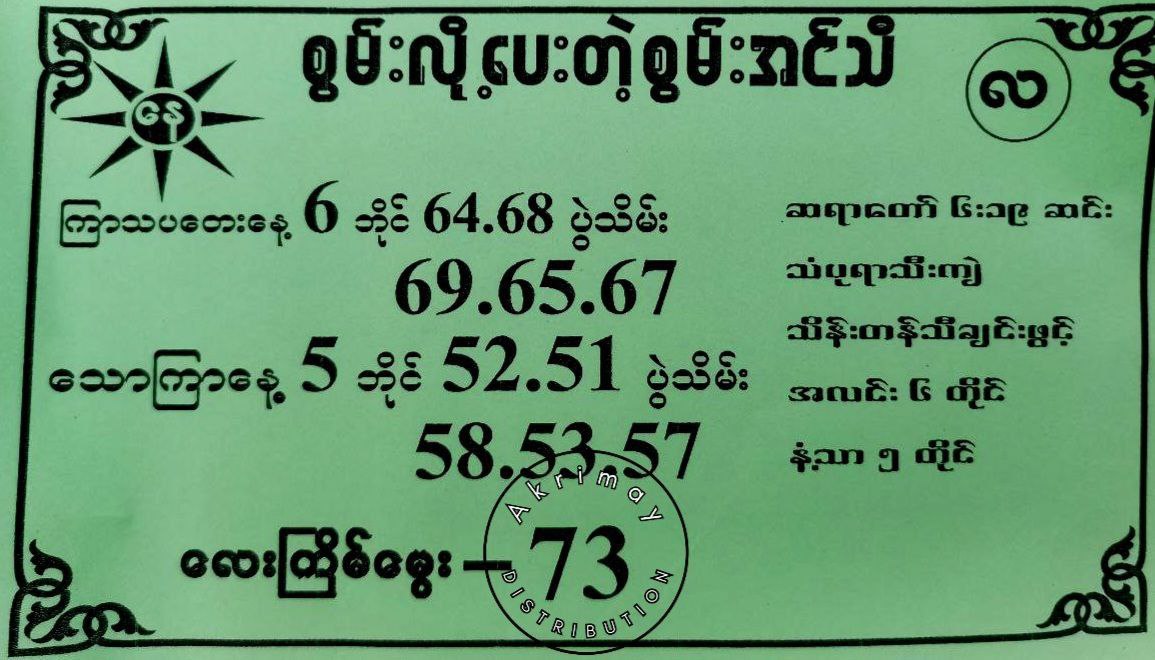 စွမ်းလို့ပေးတဲ့စွမ်းအင်သီ
နေ
လ
ကြာသပတေးနေ့ 6 ဘိုင် 64.68 ပွဲသိမ်း
69.65.67
သောကြာနေ့ 5 ဘိုင် 52.51 ပွဲသိမ်း
58.53.57
လေးကြိမ်မွေး – 73
ဆရာတော် ၆း၁၉ ဆင်း
သံပုရာသီးကျဲ
သိန်းတန်သီချင်းဖွင့်
အလင်း ၆ တိုင်
နံ့သာ ၅ တိုင်
Akrimay
DISTRIBUTION